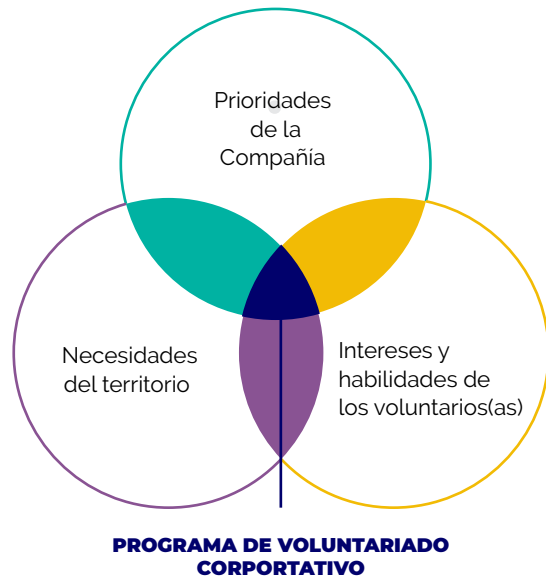 Prioridades
de la
Compañía
Necesidades
del territorio
Intereses y
habilidades de
los voluntarios(as)
PROGRAMA DE VOLUNTARIADO
CORPORTATIVO